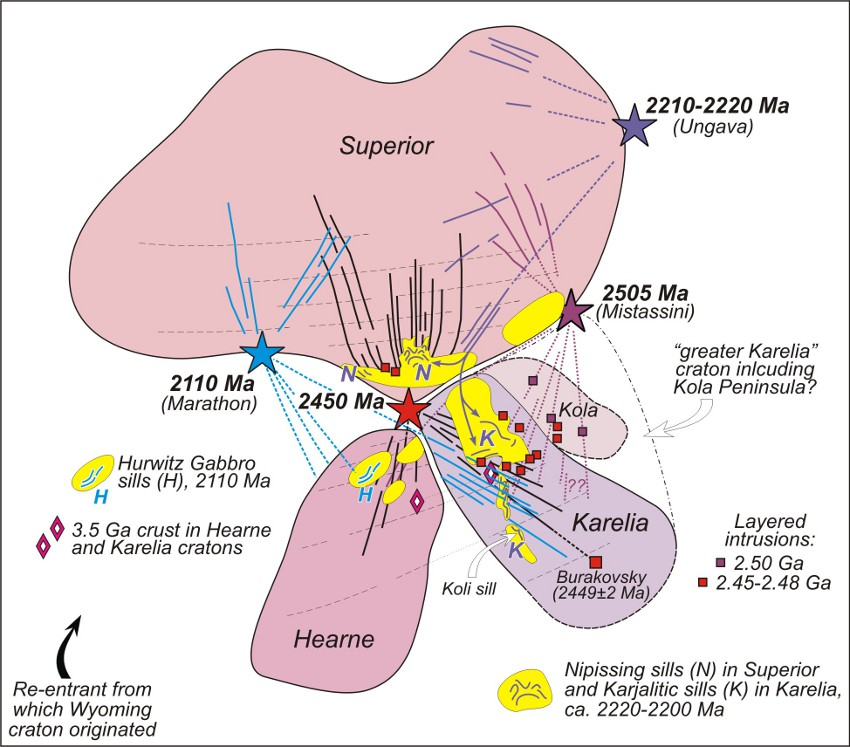 2210-2220 Ma
(Ungava)
Superior
2505 Ma
(Mistassini)
"greater Karelia"
craton inlcuding
Kola Peninsula?
2110 Ma
(Marathon)
N
N
2450 Ma
Kola
K
Hurwitz Gabbro
sills (H), 2110 Ma
H
H
3.5 Ga crust in Hearne
and Karelia cratons
??
Karelia
K
Koli sill
Burakovsky
(2449±2 Ma)
Layered
intrusions:
2.50 Ga
2.45-2.48 Ga
Hearne
Re-entrant from
which Wyoming
craton originated
Nipissing sills (N) in Superior
and Karjalitic sills (K) in Karelia,
ca. 2220-2200 Ma